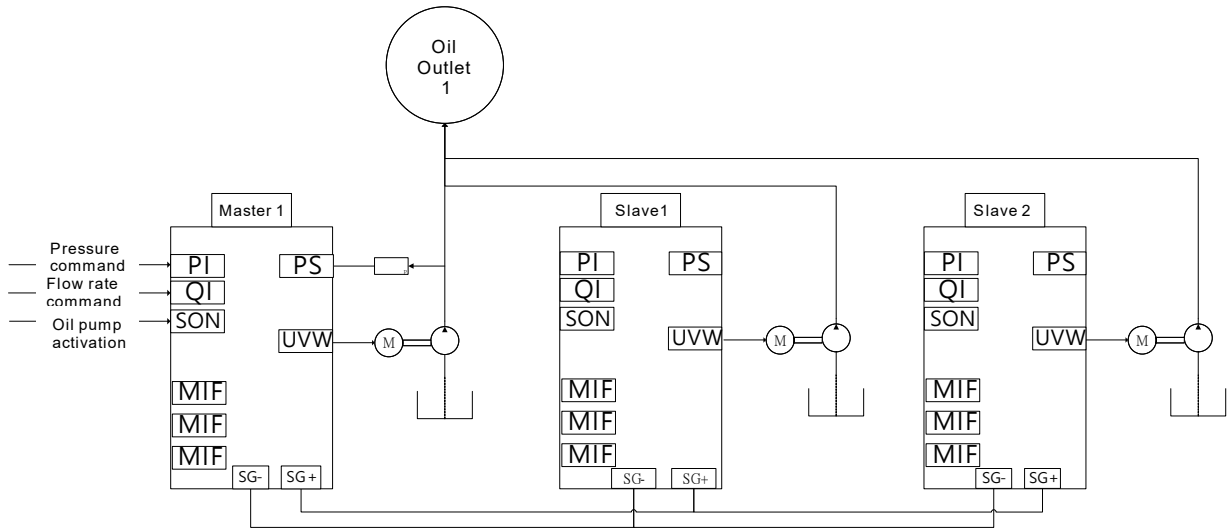 Oil
Outlet
1
Master 1
Slave1
Slave 2
Pressure
command
Flow rate
command
Oil pump
activation
PI
QI
SON
PS
UVW
MIF
MIF
MIF
SG-
SG+
M
PI
QI
SON
PS
UVW
MIF
MIF
MIF
SG-
SG+
M
PI
QI
SON
PS
UVW
MIF
MIF
MIF
SG-
SG+
M